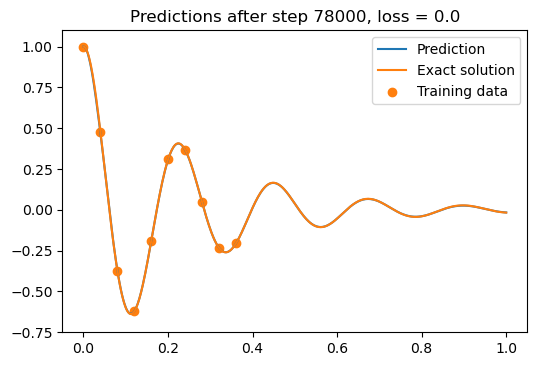 Predictions after step 78000, loss = 0.0
1.00
0.75
0.50
0.25
0.00
−0.25
−0.50
−0.75
Prediction
Exact solution
Training data
0.0 0.2 0.4 0.6 0.8 1.0